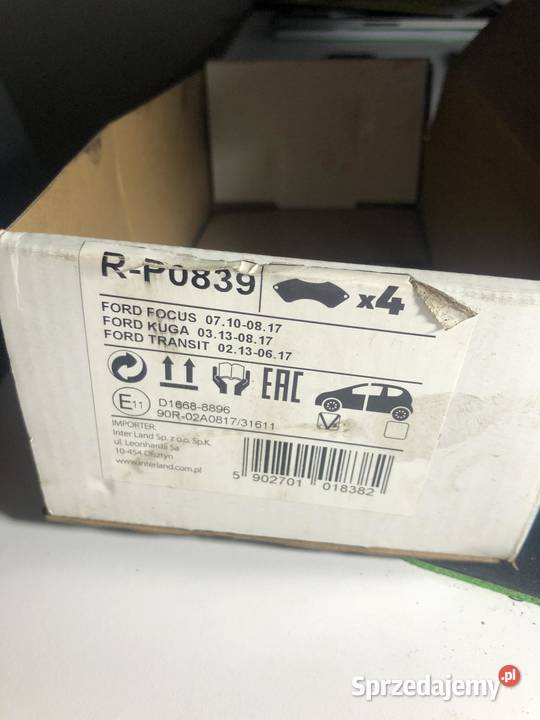 R-P0839
x4
FORD FOCUS 07.10-08.17
FORD KUGA 03.13-08.17
FORD TRANSIT 02.13-06.17
EAC
E11
D1668-8896
90R-02A0817/31611
IMPORTER:
Inter Land Sp. z o.o. Sp.K.
ul. Leonharda 5a
10-454 Olsztyn
www.interland.com.pl
5 902701 018382
Sprzedajemy.pl